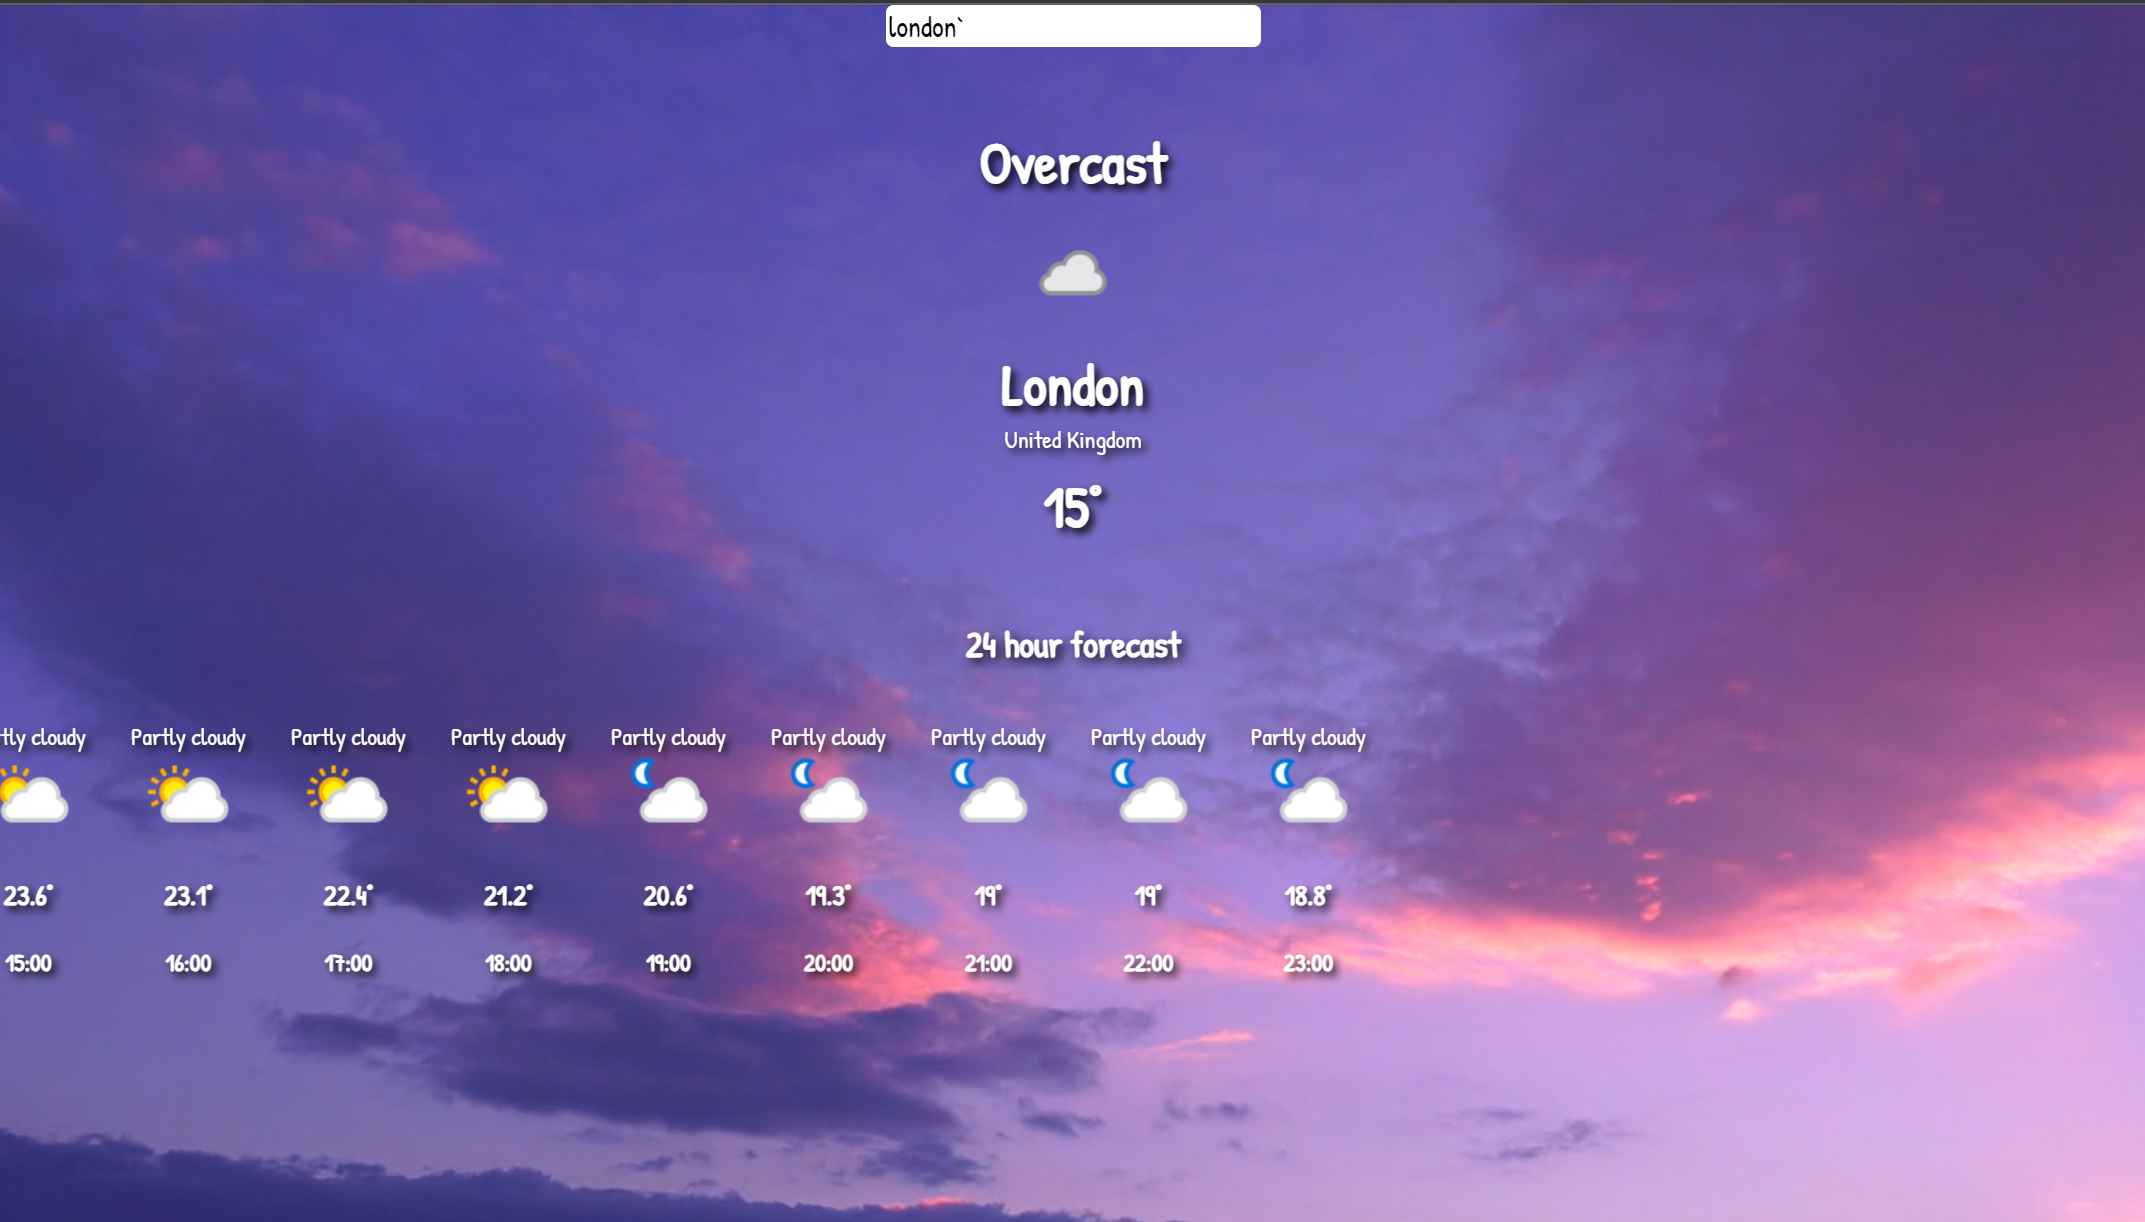 london`
Overcast
London
United Kingdom
15°
24 hour forecast
tly cloudy Partly cloudy Partly cloudy Partly cloudy Partly cloudy Partly cloudy Partly cloudy Partly cloudy Partly cloudy
23.6° 23.1° 22.4° 21.2° 20.6° 19.3° 19° 19° 18.8°
15:00 16:00 17:00 18:00 19:00 20:00 21:00 22:00 23:00